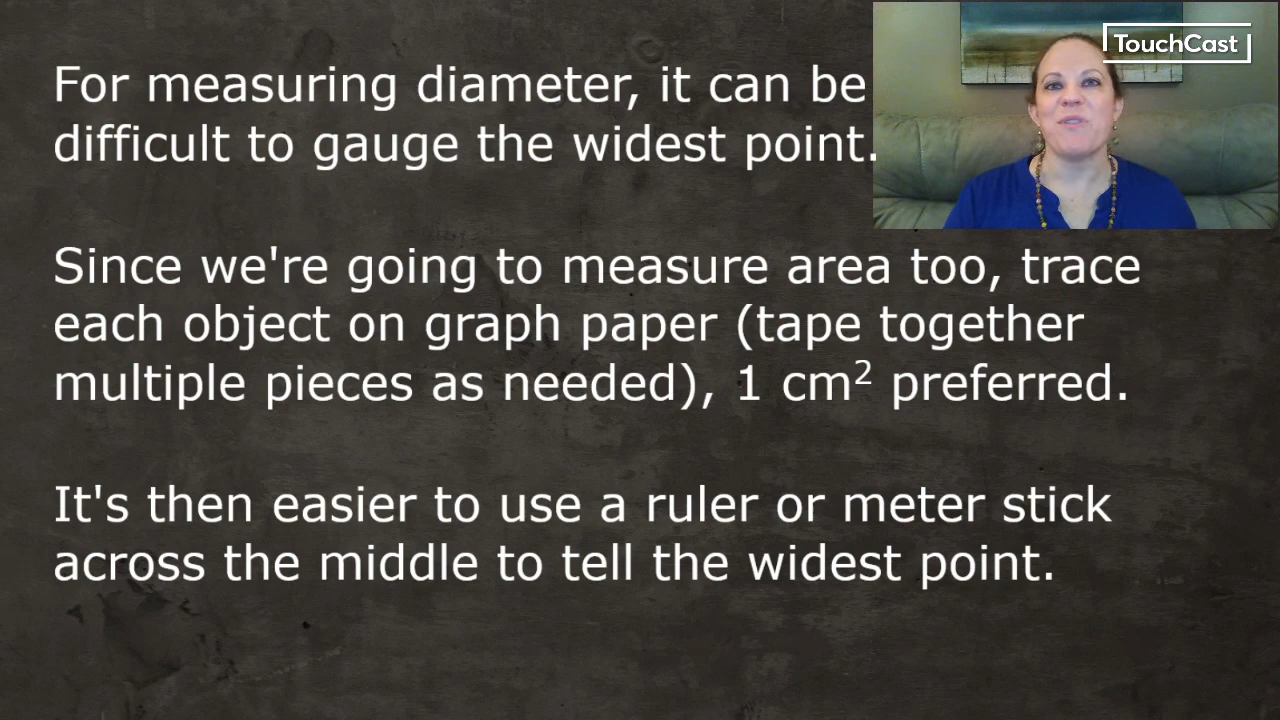 For measuring diameter, it can be
difficult to gauge the widest point.
TouchCast
Since we're going to measure area too, trace
each object on graph paper (tape together
multiple pieces as needed), 1 cm² preferred.
It's then easier to use a ruler or meter stick
across the middle to tell the widest point.